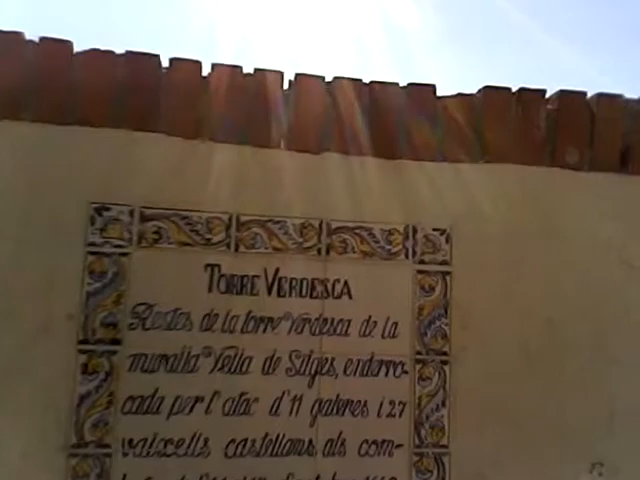 TORRE VERDESCA
Restos de la torre Verdesca de la
muralla Vella de Sitges, enderro-
cada per l'atac d'11 galeres i 27
vaixells castellans als com-